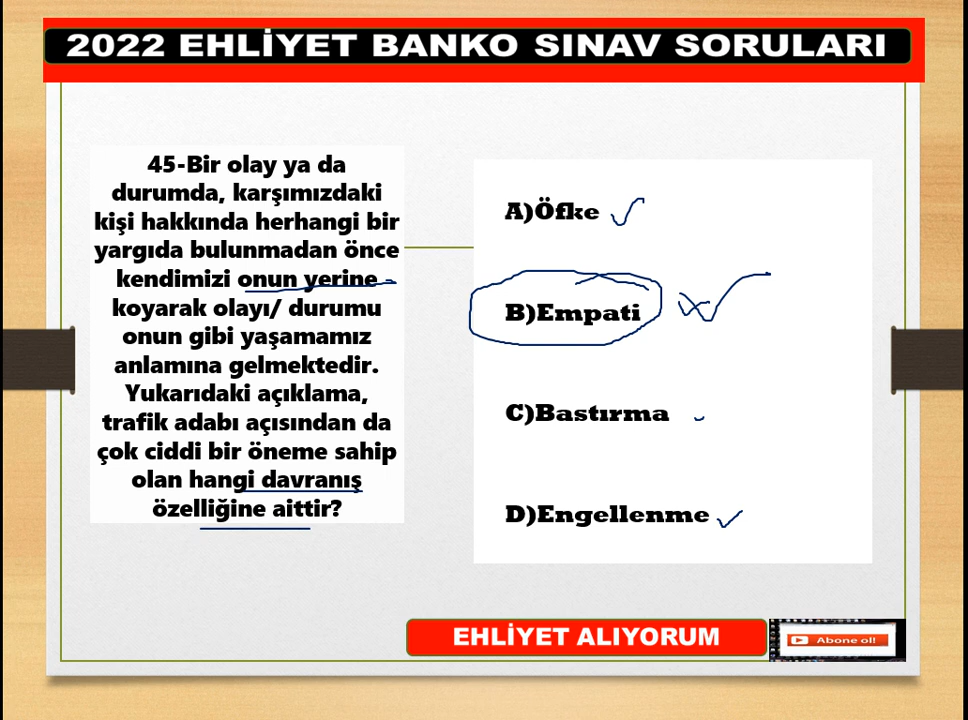 2022 EHLİYET BANKO SINAV SORULARI
45-Bir olay ya da
durumda, karşımızdaki
kişi hakkında herhangi bir
yargıda bulunmadan önce
kendimizi onun yerine
koyarak olayı/ durumu
onun gibi yaşamamız
anlamına gelmektedir.
Yukarıdaki açıklama,
trafik adabı açısından da
çok ciddi bir öneme sahip
olan hangi davranış
özelliğine aittir?
A)Öfke
B)Empati
C)Bastırma
D)Engellenme
EHLİYET ALIYORUM
Abone ol!